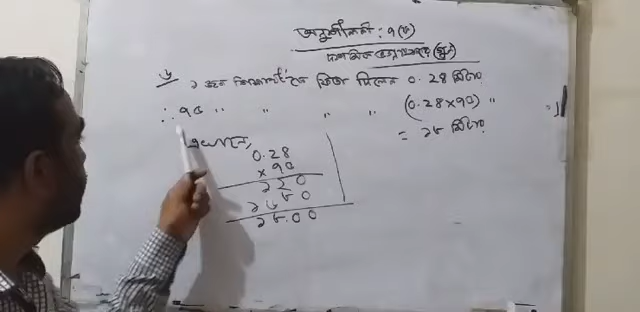 অনুশীলনী:
দশমিক ভগ্নাংশের (গুণ)
৬ ১ জন শিক্ষার্থীকে ফিতা দিলেন ০.২৪ মিটার
∴ ৭৫ " " " " (০.২৪×৭৫) "
= ১৮ মিটার
এখানে,
০.২৪
×৭৫
১২০
১৬৮০
১৮.০০